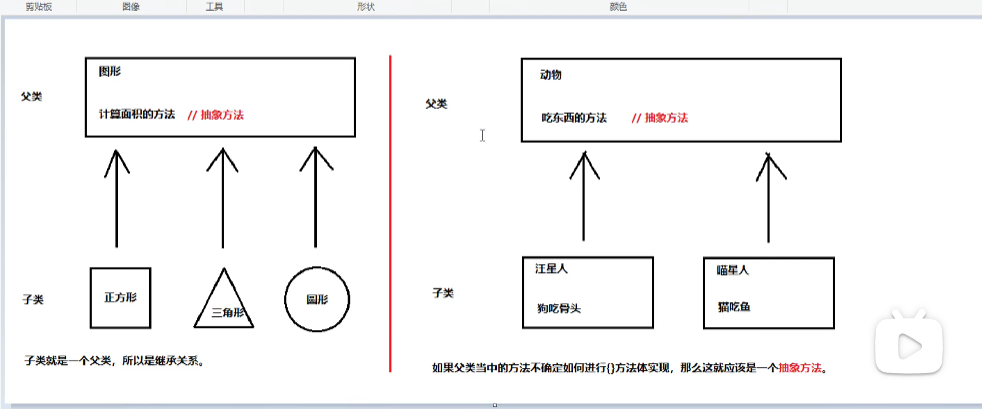 剪贴板 图像 工具 形状 颜色
父类
图形
计算面积的方法 // 抽象方法
子类
正方形
三角形
圆形
子类就是一个父类，所以是继承关系。
父类
动物
吃东西的方法 // 抽象方法
子类
汪星人
狗吃骨头
喵星人
猫吃鱼
如果父类当中的方法不确定如何进行{}方法体实现，那么这就应该是一个抽象方法。